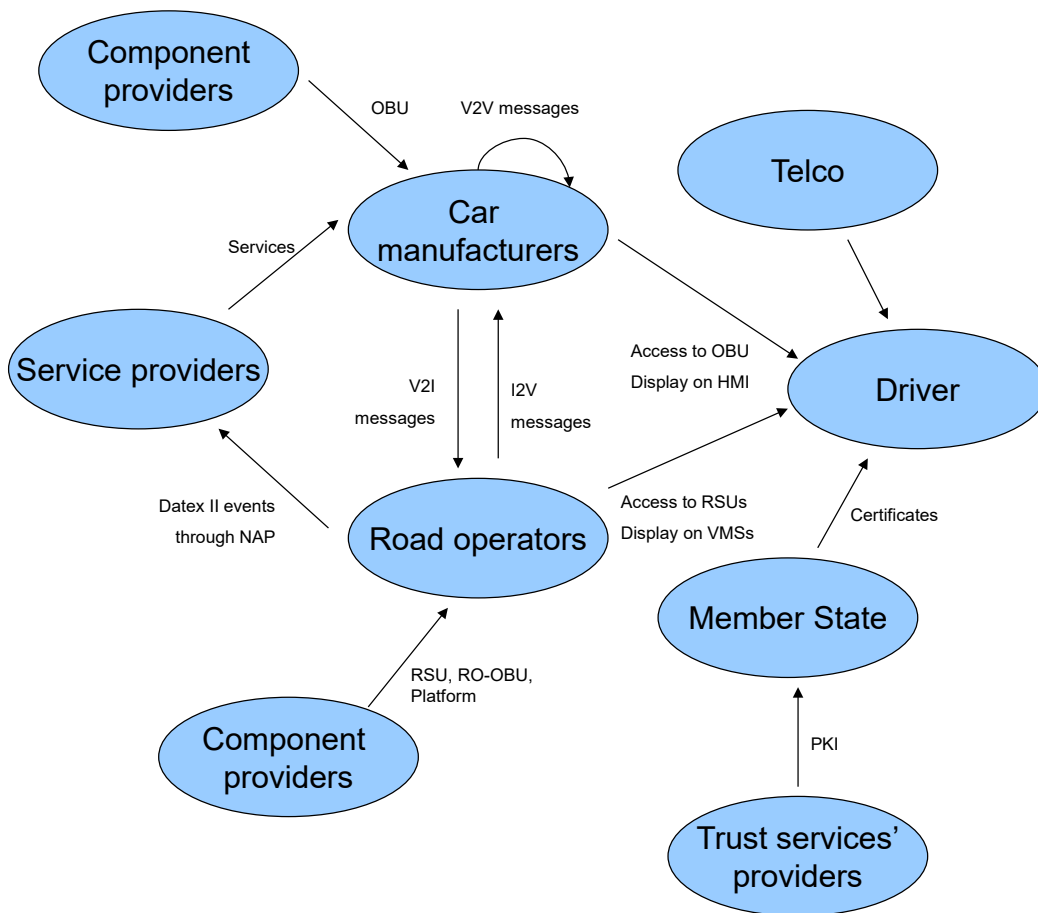 Component
providers
OBU
V2V messages
Telco
Car
manufacturers
Services
Service providers
Access to OBU
Display on HMI
Driver
V2I
messages
I2V
messages
Datex II events
through NAP
Road operators
Access to RSUs
Display on VMSs
Certificates
Member State
RSU, RO-OBU,
Platform
Component
providers
PKI
Trust services’
providers